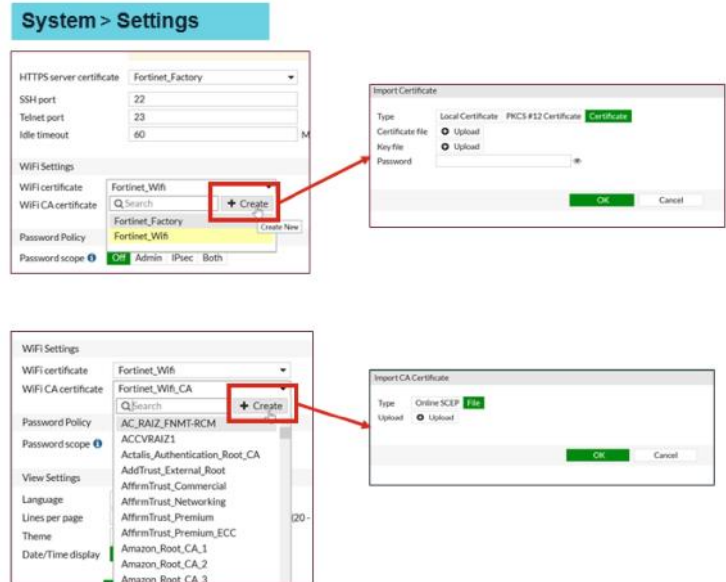 System > Settings
HTTPS server certificate Fortinet_Factory
SSH port 22
Telnet port 23
Idle timeout 60 M
WiFi Settings
WiFi certificate Fortinet_Wifi
WiFi CA certificate Search + Create
Fortinet_Factory
Create New
Fortinet_Wifi
Password Policy
Password scope Off Admin IPsec Both
Import Certificate
Type Local Certificate PKCS #12 Certificate Certificate
Certificate file Upload
Key file Upload
Password
OK Cancel
WiFi Settings
WiFi certificate Fortinet_Wifi
WiFi CA certificate Fortinet_Wifi_CA
Search + Create
Password Policy AC_RAIZ_FNMT-RCM
ACCVRAIZ1
Password scope Actalis_Authentication_Root_CA
AddTrust_External_Root
View Settings AffirmTrust_Commercial
Language AffirmTrust_Networking
Lines per page AffirmTrust_Premium (20 -
Theme AffirmTrust_Premium_ECC
Date/Time display Amazon_Root_CA_1
Amazon_Root_CA_2
Amazon_Root_CA_3
Import CA Certificate
Type Online SCEP File
Upload Upload
OK Cancel